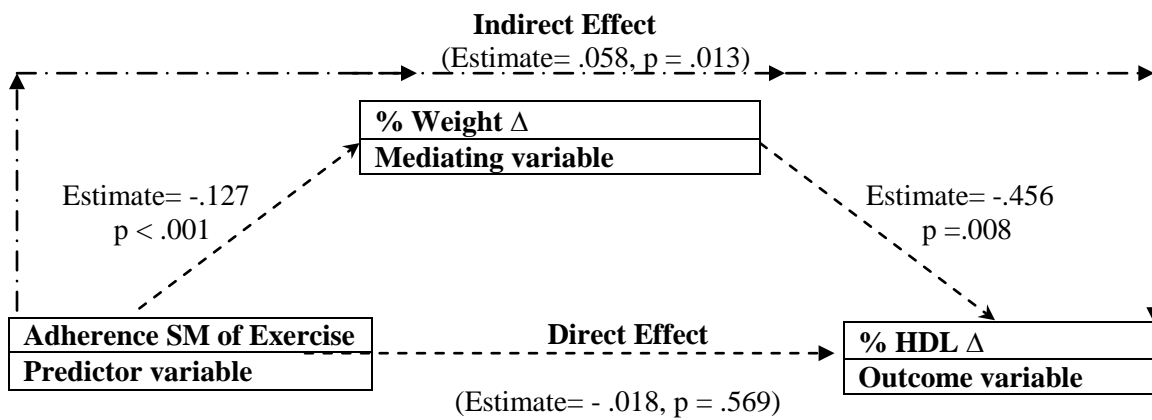 Indirect Effect
(Estimate= .058, p = .013)
% Weight Δ
Mediating variable
Estimate= -.127
p < .001
Estimate= -.456
p =.008
Adherence SM of Exercise
Predictor variable
Direct Effect
(Estimate= - .018, p = .569)
% HDL Δ
Outcome variable